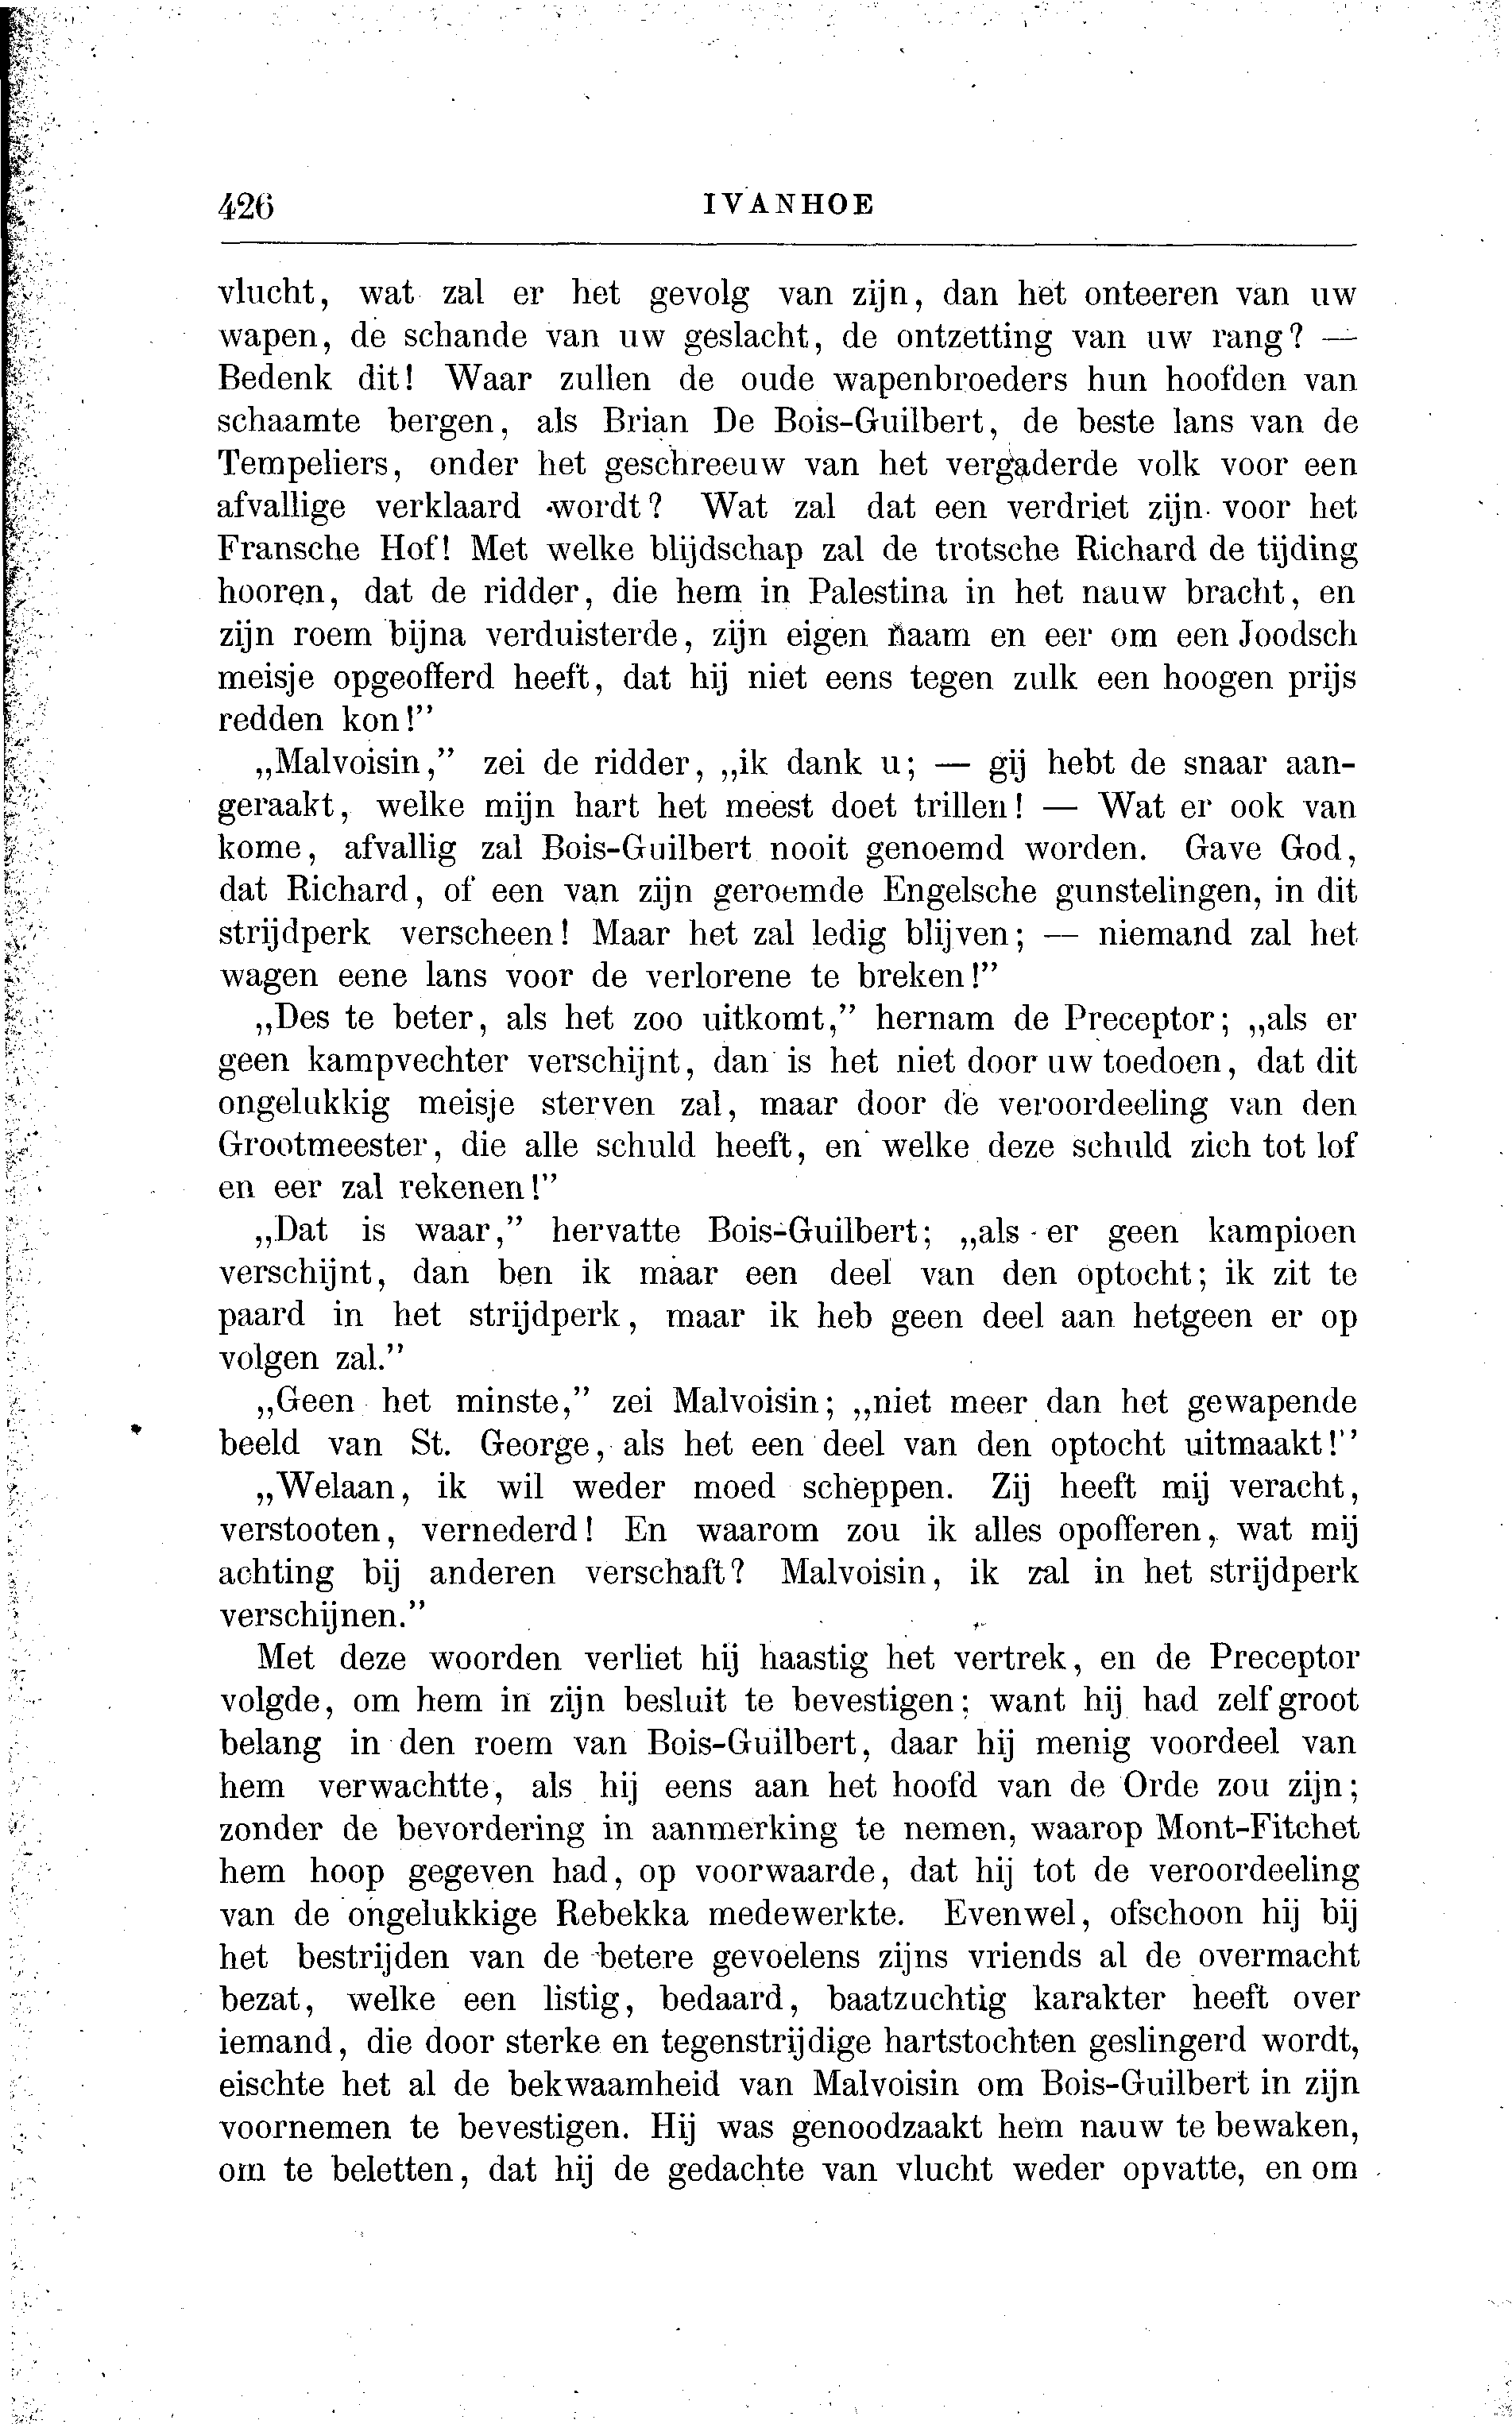 426 IVANHOE
vlucht, wat zal er het gevolg van zijn, dan het onteeren van uw
wapen, de schande van uw geslacht, de ontzetting van uw rang? —
Bedenk dit! Waar zullen de oude wapenbroeders hun hoofden van
schaamte bergen, als Brian De Bois-Guilbert, de beste lans van de
Tempeliers, onder het geschreeuw van het vergaderde volk voor een
afvallige verklaard wordt? Wat zal dat een verdriet zijn voor het
Fransche Hof! Met welke blijdschap zal de trotsche Richard de tijding
hooren, dat de ridder, die hem in Palestina in het nauw bracht, en
zijn roem bijna verduisterde, zijn eigen naam en eer om een Joodsch
meisje opgeofferd heeft, dat hij niet eens tegen zulk een hoogen prijs
redden kon!”
„Malvoisin,” zei de ridder, „ik dank u; — gij hebt de snaar aan-
geraakt, welke mijn hart het meest doet trillen! — Wat er ook van
kome, afvallig zal Bois-Guilbert nooit genoemd worden. Gave God,
dat Richard, of een van zijn geroemde Engelsche gunstelingen, in dit
strijdperk verscheen! Maar het zal ledig blijven; — niemand zal het
wagen eene lans voor de verlorene te breken!”
„Des te beter, als het zoo uitkomt,” hernam de Preceptor; „als er
geen kampvechter verschijnt, dan is het niet door uw toedoen, dat dit
ongelukkig meisje sterven zal, maar door de veroordeeling van den
Grootmeester, die alle schuld heeft, en welke deze schuld zich tot lof
en eer zal rekenen!”
„Dat is waar,” hervatte Bois-Guilbert; „als er geen kampioen
verschijnt, dan ben ik maar een deel van den optocht; ik zit te
paard in het strijdperk, maar ik heb geen deel aan hetgeen er op
volgen zal.”
„Geen het minste,” zei Malvoisin; „niet meer dan het gewapende
beeld van St. George, als het een deel van den optocht uitmaakt!”
„Welaan, ik wil weder moed scheppen. Zij heeft mij veracht,
verstooten, vernederd! En waarom zou ik alles opofferen, wat mij
achting bij anderen verschaft? Malvoisin, ik zal in het strijdperk
verschijnen.”
Met deze woorden verliet hij haastig het vertrek, en de Preceptor
volgde, om hem in zijn besluit te bevestigen; want hij had zelf groot
belang in den roem van Bois-Guilbert, daar hij menig voordeel van
hem verwachtte, als hij eens aan het hoofd van de Orde zou zijn;
zonder de bevordering in aanmerking te nemen, waarop Mont-Fitchet
hem hoop gegeven had, op voorwaarde, dat hij tot de veroordeeling
van de ongelukkige Rebekka medewerkte. Evenwel, ofschoon hij bij
het bestrijden van de betere gevoelens zijns vriends al de overmacht
bezat, welke een listig, bedaard, baatzuchtig karakter heeft over
iemand, die door sterke en tegenstrijdige hartstochten geslingerd wordt,
eischte het al de bekwaamheid van Malvoisin om Bois-Guilbert in zijn
voornemen te bevestigen. Hij was genoodzaakt hem nauw te bewaken,
om te beletten, dat hij de gedachte van vlucht weder opvatte, en om